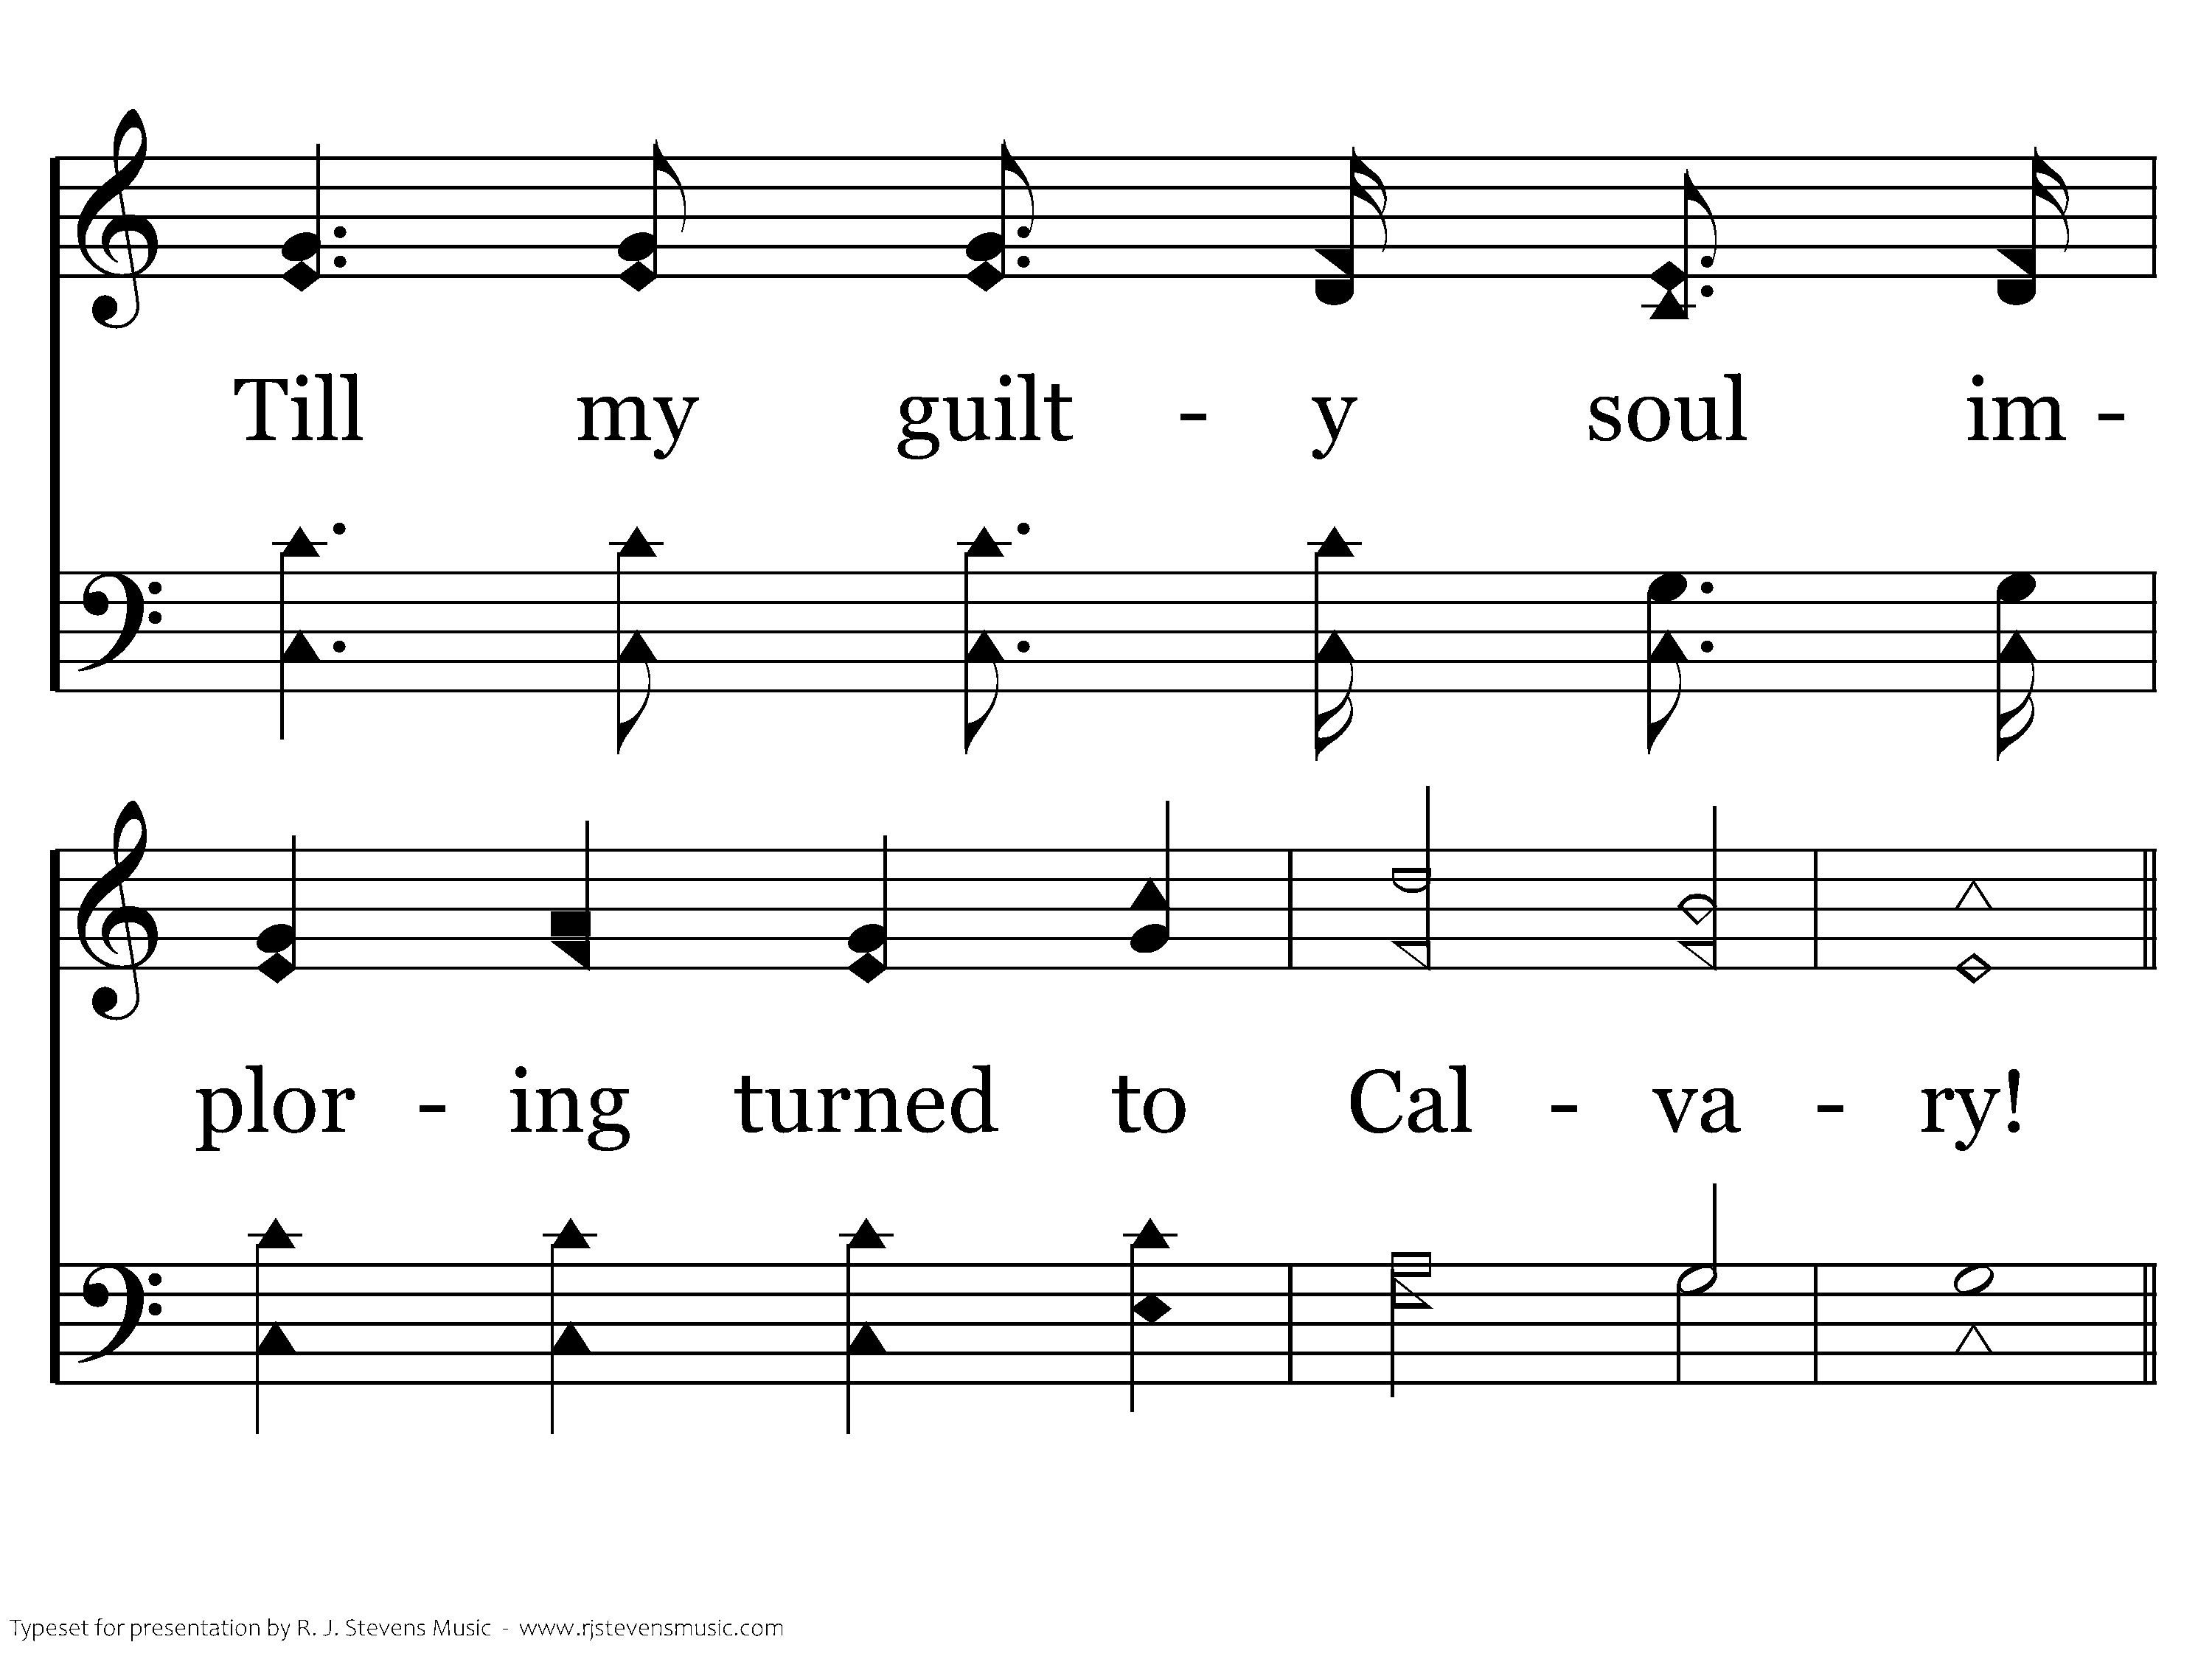 Till my guilt - y soul im -
plor - ing turned to Cal - va - ry!
Typeset for presentation by R. J. Stevens Music - www.rjstevensmusic.com